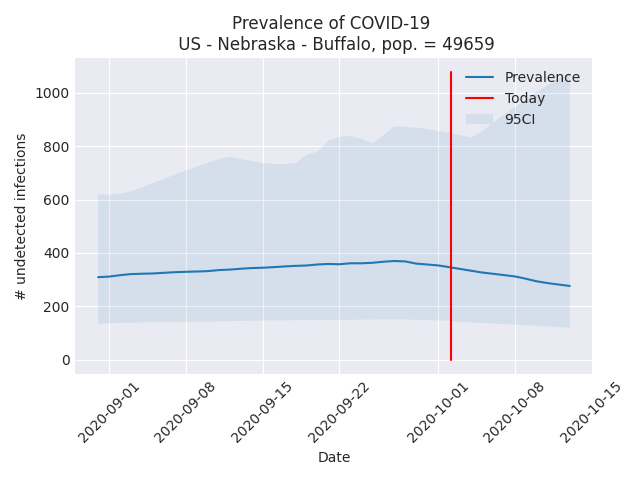 Prevalence of COVID-19
US - Nebraska - Buffalo, pop. = 49659
Prevalence
Today
95CI
# undetected infections
1000
800
600
400
200
0
2020-09-01
2020-09-08
2020-09-15
2020-09-22
2020-10-01
2020-10-08
2020-10-15
Date